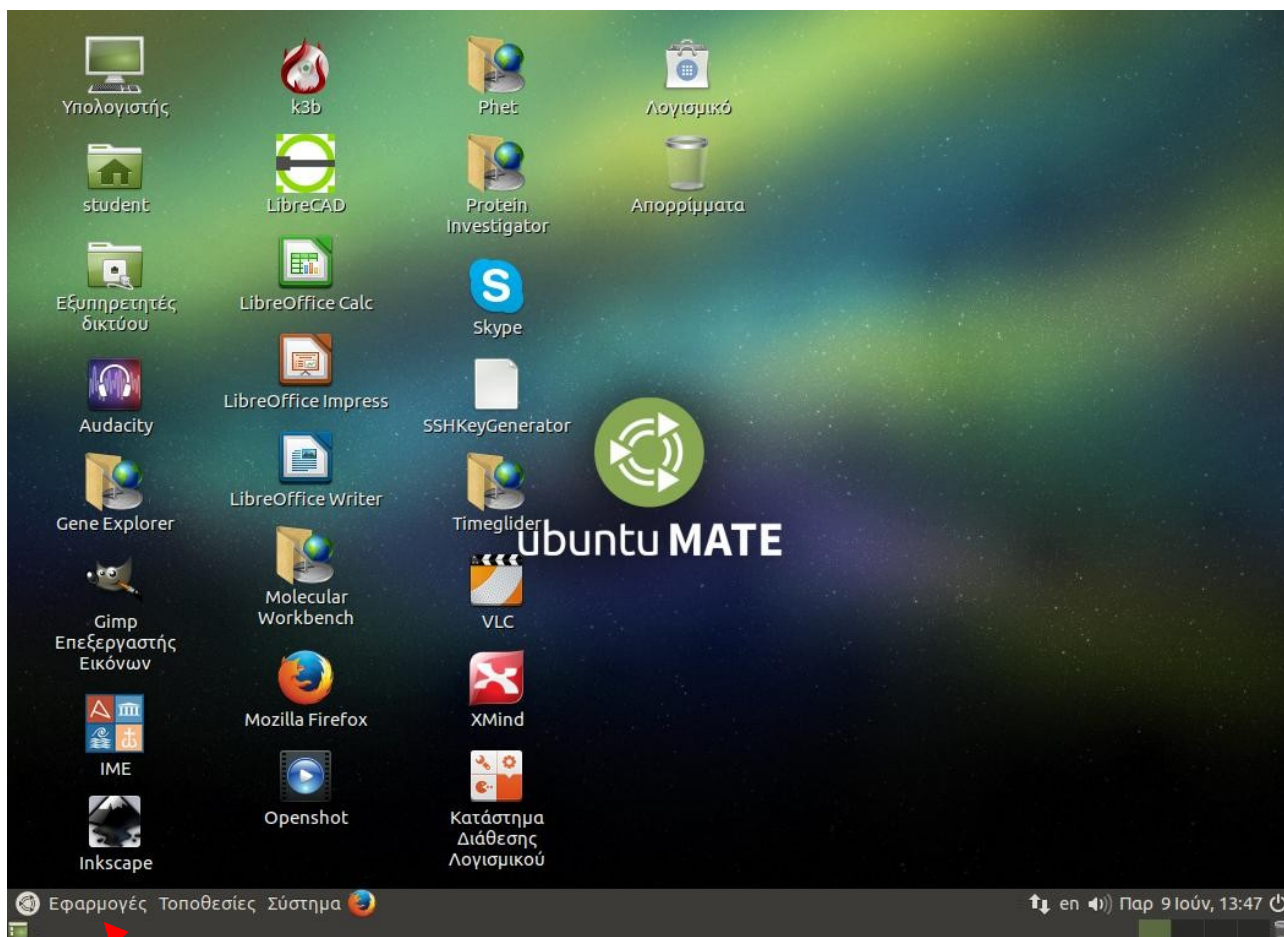 Υπολογιστής
student
Εξυπηρετητές
δικτύου
Audacity
Gene Explorer
Gimp
Επεξεργαστής
Εικόνων
IME
Inkscape
k3b
LibreCAD
LibreOffice Calc
LibreOffice Impress
LibreOffice Writer
Molecular
Workbench
Mozilla Firefox
Openshot
Phet
Protein
Investigator
Skype
SSHKeyGenerator
Timeglider
VLC
XMind
Κατάστημα
Διάθεσης
Λογισμικού
Λογισμικό
Απορρίμματα
ubuntu MATE
Εφαρμογές Τοποθεσίες Σύστημα
en Παρ 9 Ιούν, 13:47